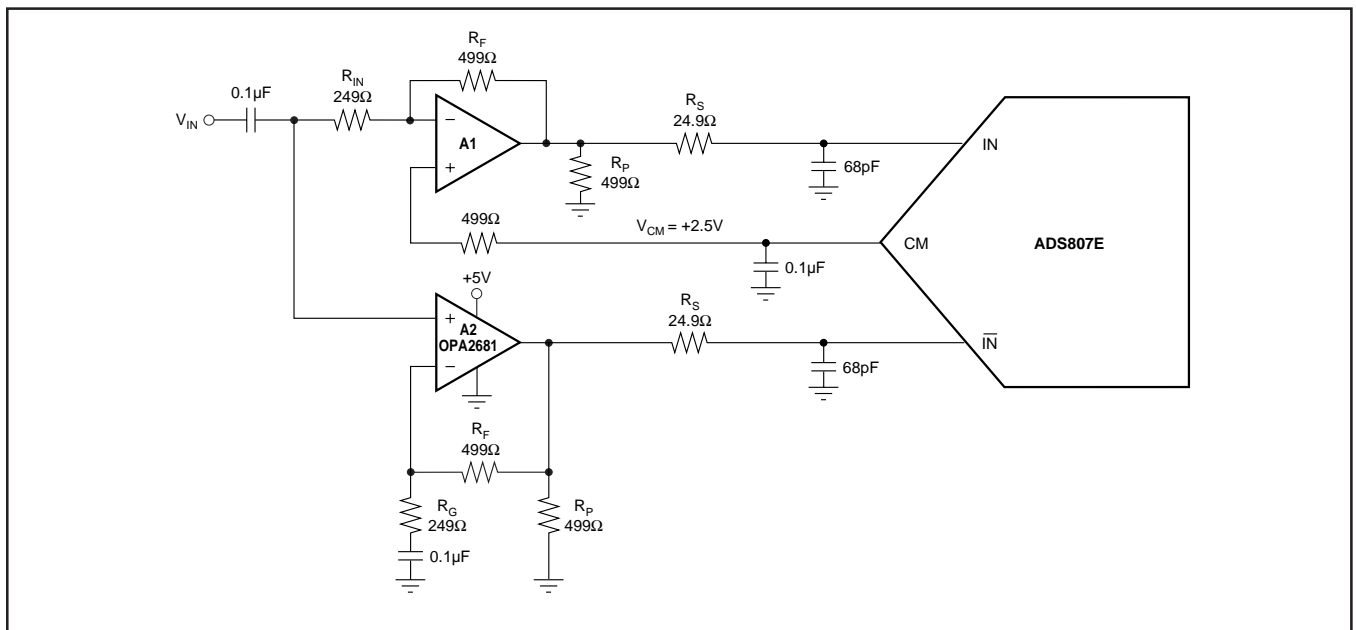 R_F
499Ω
0.1µF
R_IN
249Ω
V_IN
−
A1
+
R_P
499Ω
R_S
24.9Ω
68pF
IN
499Ω
V_CM = +2.5V
0.1µF
CM
ADS807E
+5V
+
A2
OPA2681
−
R_S
24.9Ω
68pF
I̅N̅
R_F
499Ω
R_G
249Ω
0.1µF
R_P
499Ω